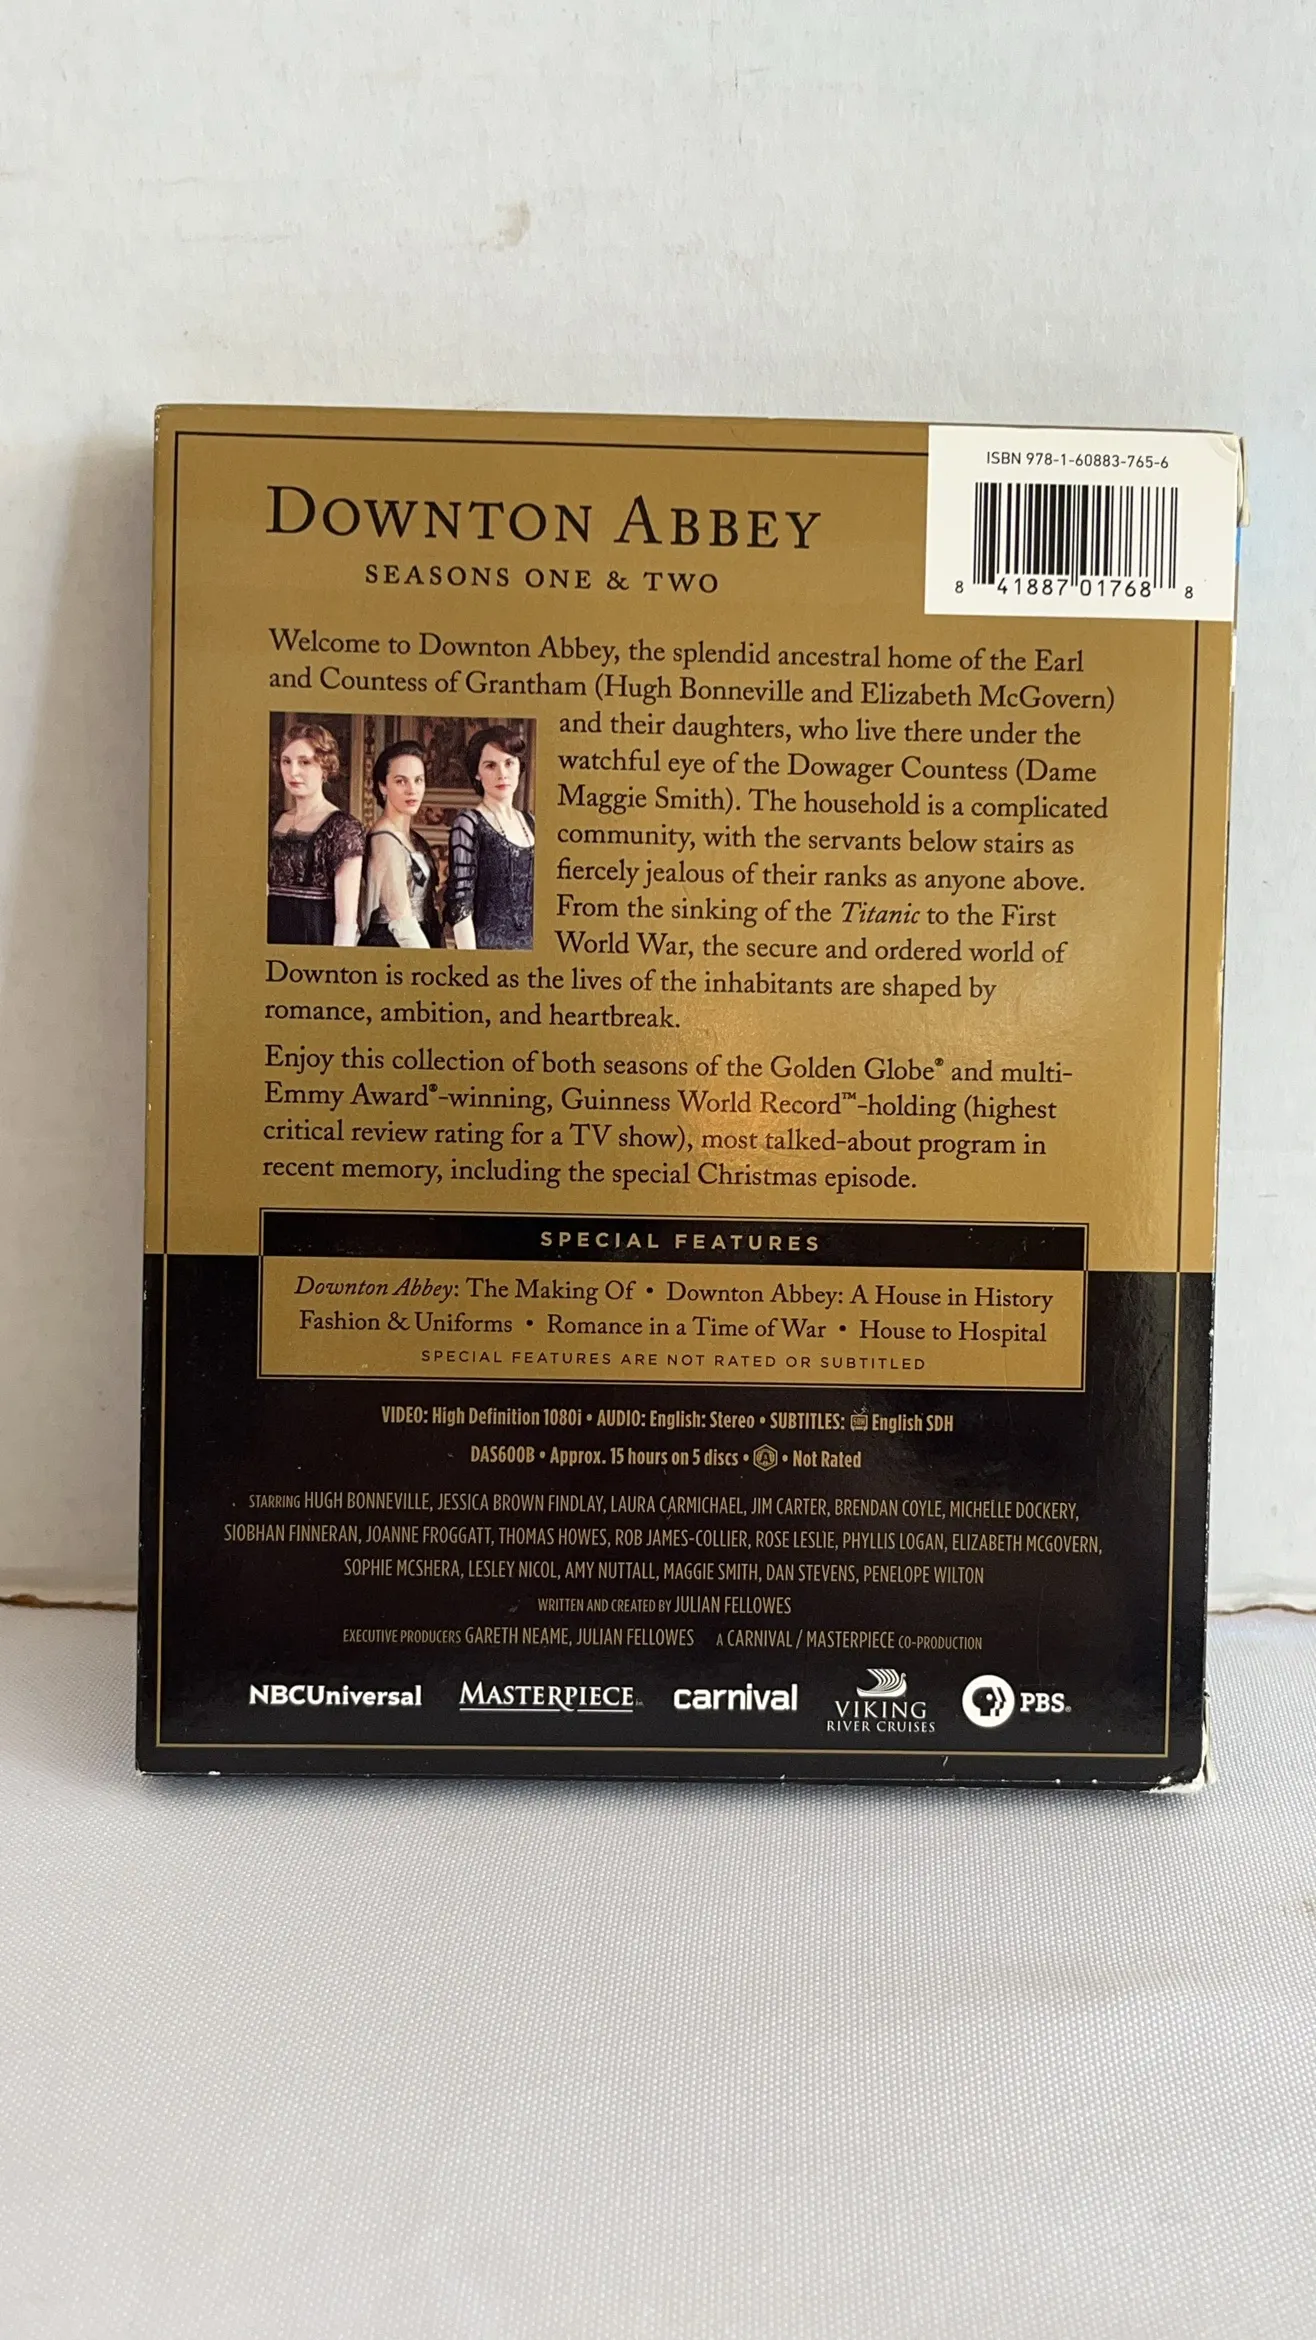 ISBN 978-1-60883-765-6
8 41887 01768 8
DOWNTON ABBEY
SEASONS ONE & TWO
Welcome to Downton Abbey, the splendid ancestral home of the Earl
and Countess of Grantham (Hugh Bonneville and Elizabeth McGovern)
and their daughters, who live there under the
watchful eye of the Dowager Countess (Dame
Maggie Smith). The household is a complicated
community, with the servants below stairs as
fiercely jealous of their ranks as anyone above.
From the sinking of the Titanic to the First
World War, the secure and ordered world of
Downton is rocked as the lives of the inhabitants are shaped by
romance, ambition, and heartbreak.
Enjoy this collection of both seasons of the Golden Globe® and multi-
Emmy Award®-winning, Guinness World Record™-holding (highest
critical review rating for a TV show), most talked-about program in
recent memory, including the special Christmas episode.
SPECIAL FEATURES
Downton Abbey: The Making Of • Downton Abbey: A House in History
Fashion & Uniforms • Romance in a Time of War • House to Hospital
SPECIAL FEATURES ARE NOT RATED OR SUBTITLED
VIDEO: High Definition 1080i • AUDIO: English: Stereo • SUBTITLES: SDH English SDH
DAS600B • Approx. 15 hours on 5 discs • A • Not Rated
STARRING HUGH BONNEVILLE, JESSICA BROWN FINDLAY, LAURA CARMICHAEL, JIM CARTER, BRENDAN COYLE, MICHELLE DOCKERY,
SIOBHAN FINNERAN, JOANNE FROGGATT, THOMAS HOWES, ROB JAMES-COLLIER, ROSE LESLIE, PHYLLIS LOGAN, ELIZABETH MCGOVERN,
SOPHIE MCSHERA, LESLEY NICOL, AMY NUTTALL, MAGGIE SMITH, DAN STEVENS, PENELOPE WILTON
WRITTEN AND CREATED BY JULIAN FELLOWES
EXECUTIVE PRODUCERS GARETH NEAME, JULIAN FELLOWES A CARNIVAL / MASTERPIECE CO-PRODUCTION
NBCUniversal MASTERPIECE carnival VIKING RIVER CRUISES PBS